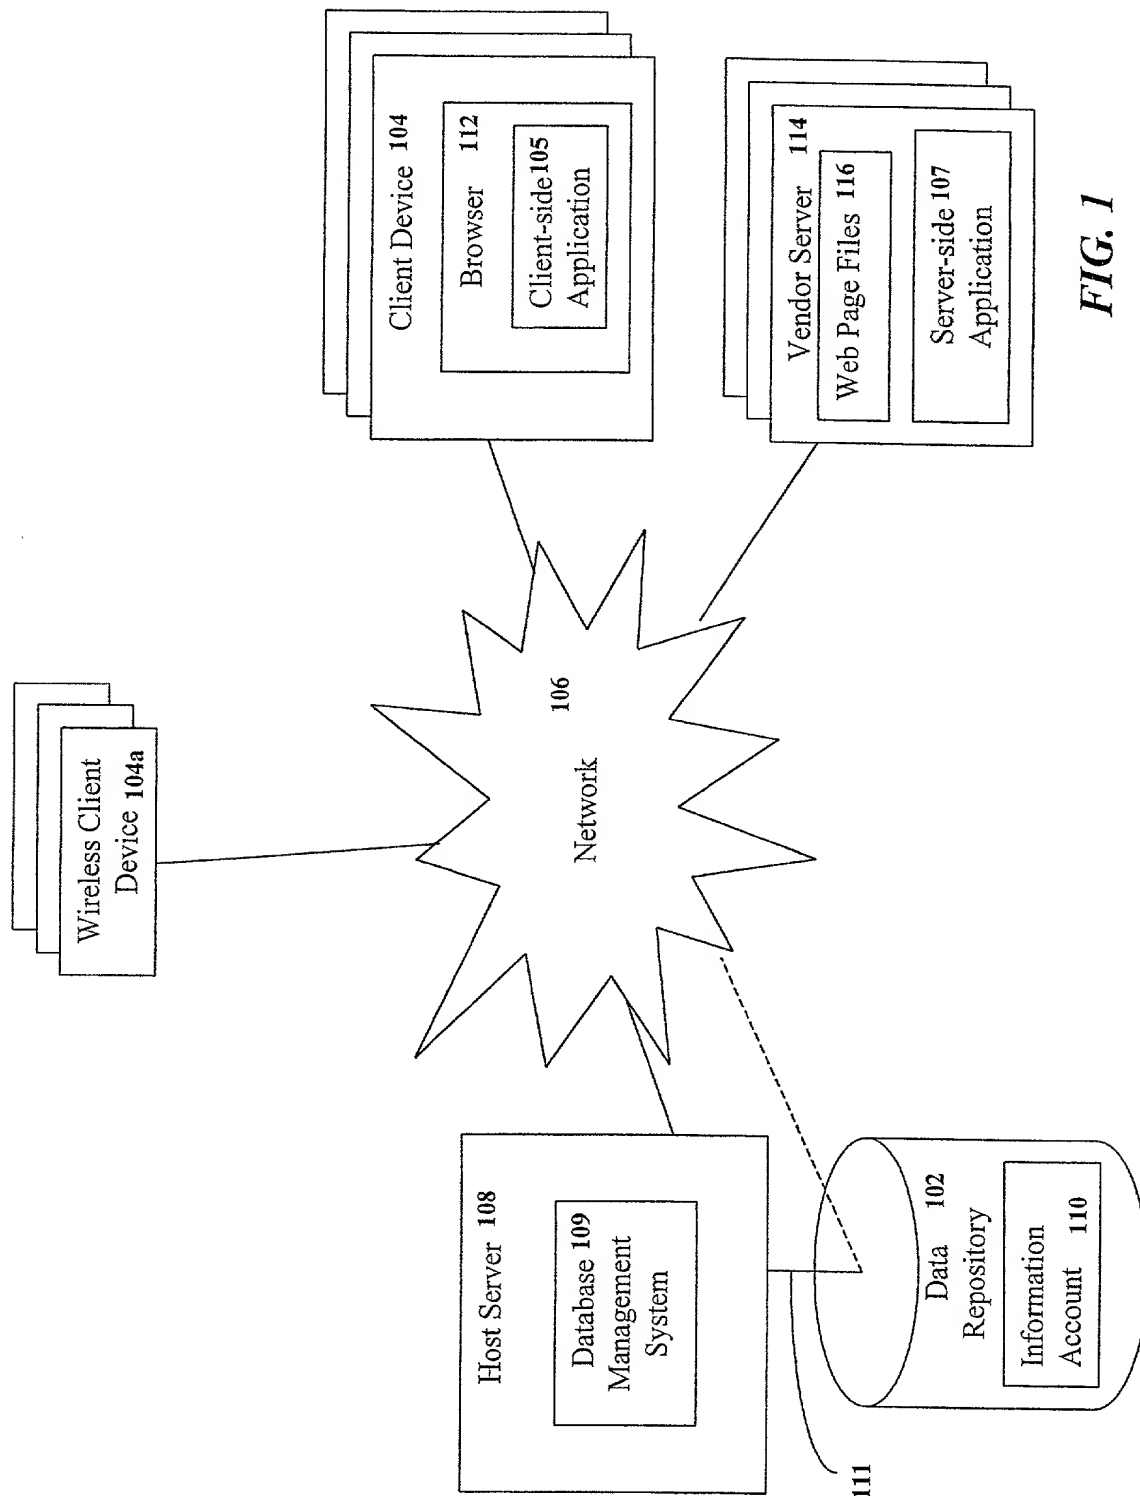 Wireless Client
Device 104a
Host Server 108
Database 109
Management
System
Network
106
Client Device 104
Browser 112
Client-side 105
Application
111
Data 102
Repository
Information
Account 110
Vendor Server 114
Web Page Files 116
Server-side 107
Application
FIG. 1